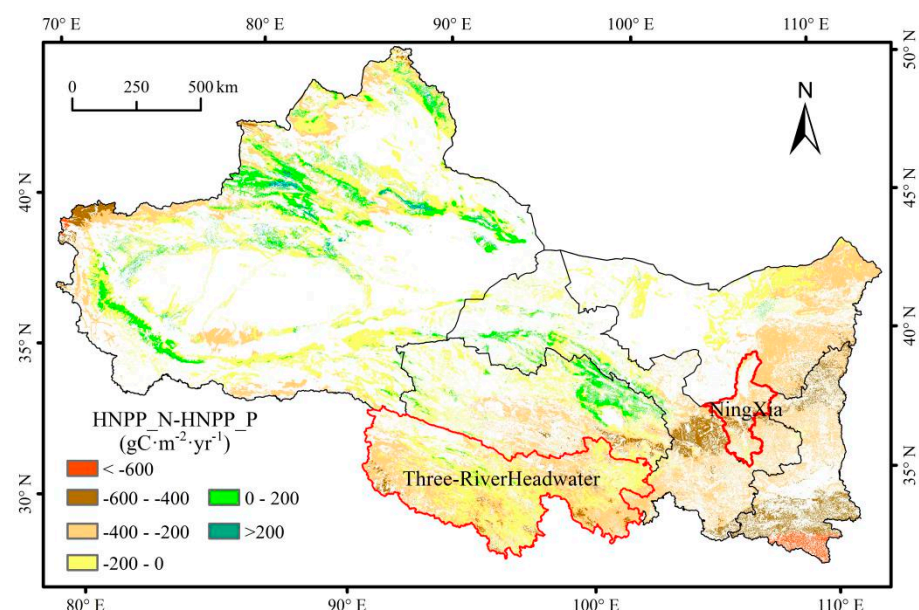 70° E 80° E 90° E 100° E 110° E
50° N
0 250 500 km
N
40° N
45° N
35° N
40° N
HNPP_N-HNPP_P
(gC·m⁻²·yr⁻¹)
NingXia
< -600
-600 - -400 0 - 200
Three-RiverHeadwater
35° N
-400 - -200 >200
30° N
-200 - 0
80° E 90° E 100° E 110° E